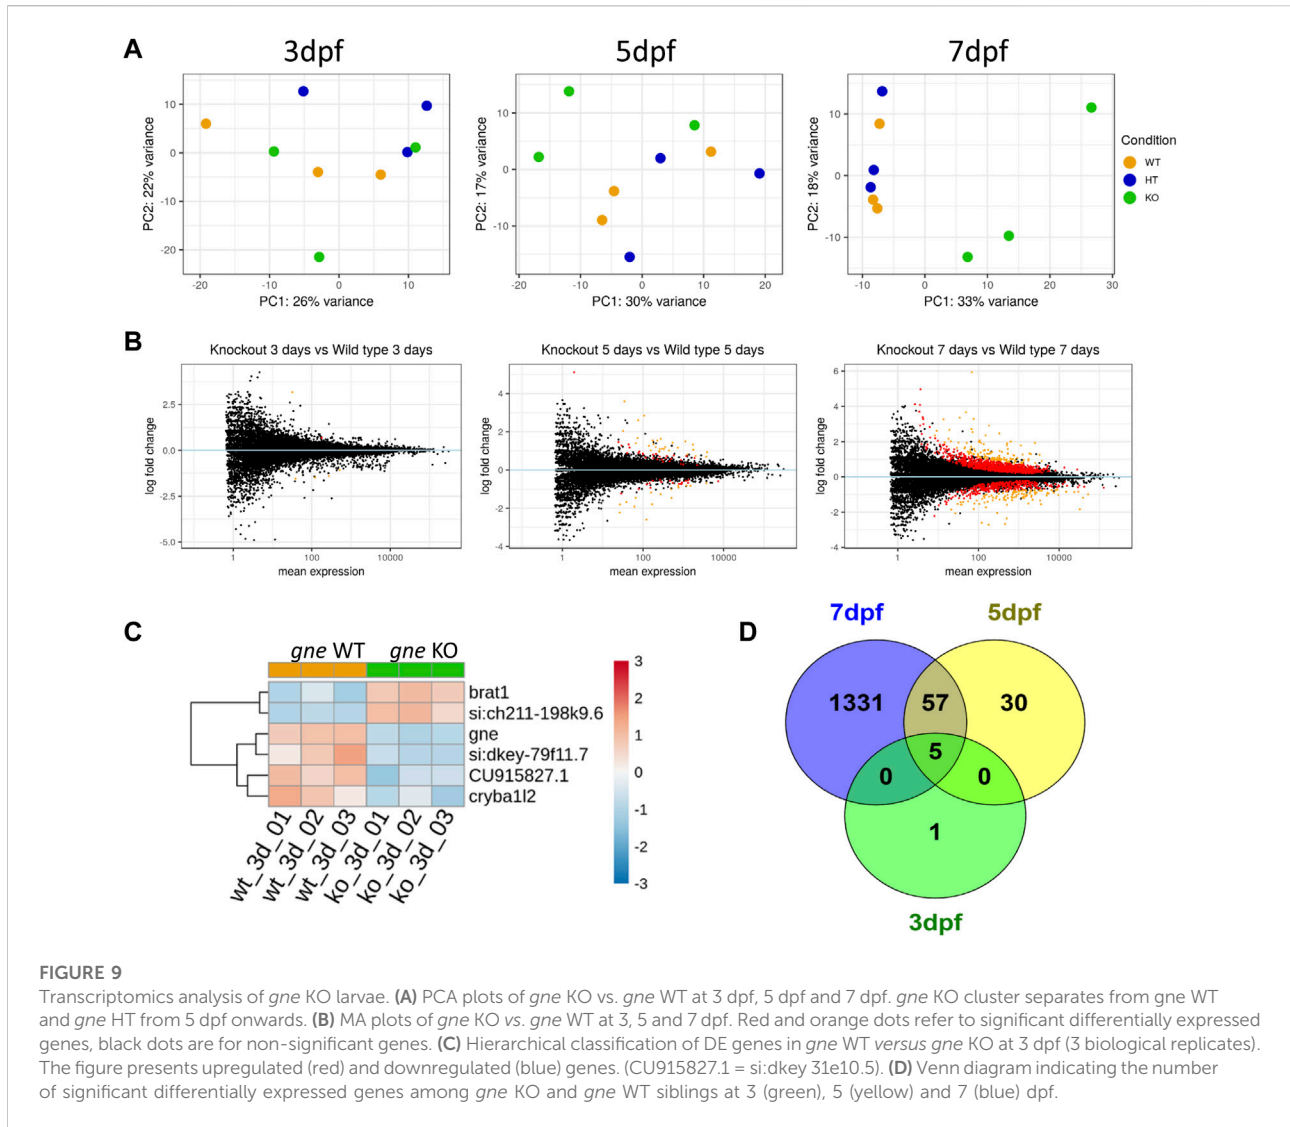 A
3dpf
5dpf
7dpf
PC2: 22% variance
10
0
-10
-20
-20
-10
0
10
PC1: 26% variance
PC2: 17% variance
10
0
-10
-20
-10
0
10
20
PC1: 30% variance
PC2: 18% variance
10
0
-10
-10
0
10
20
30
PC1: 33% variance
Condition
WT
HT
KO
B
Knockout 3 days vs Wild type 3 days
log fold change
2.5
0.0
-2.5
-5.0
1
100
10000
mean expression
Knockout 5 days vs Wild type 5 days
log fold change
4
2
0
-2
-4
1
100
10000
mean expression
Knockout 7 days vs Wild type 7 days
log fold change
6
4
2
0
-2
-4
1
100
10000
mean expression
C
gne WT
gne KO
brat1
si:ch211-198k9.6
gne
si:dkey-79f11.7
CU915827.1
cryba1l2
wt_3d_01
wt_3d_02
wt_3d_03
ko_3d_01
ko_3d_02
ko_3d_03
3
2
1
0
-1
-2
-3
D
7dpf
5dpf
1331
57
30
5
0
0
1
3dpf
FIGURE 9
Transcriptomics analysis of gne KO larvae. (A) PCA plots of gne KO vs. gne WT at 3 dpf, 5 dpf and 7 dpf. gne KO cluster separates from gne WT
and gne HT from 5 dpf onwards. (B) MA plots of gne KO vs. gne WT at 3, 5 and 7 dpf. Red and orange dots refer to significant differentially expressed
genes, black dots are for non-significant genes. (C) Hierarchical classification of DE genes in gne WT versus gne KO at 3 dpf (3 biological replicates).
The figure presents upregulated (red) and downregulated (blue) genes. (CU915827.1 = si:dkey 31e10.5). (D) Venn diagram indicating the number
of significant differentially expressed genes among gne KO and gne WT siblings at 3 (green), 5 (yellow) and 7 (blue) dpf.